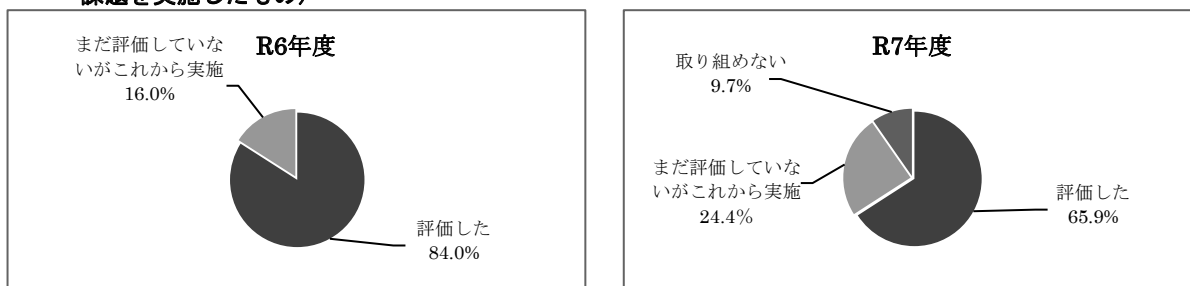 課題を実施したもの)
R6年度
まだ評価していな
いがこれから実施
16.0%
評価した
84.0%
R7年度
取り組めない
9.7%
まだ評価していな
いがこれから実施
24.4%
評価した
65.9%